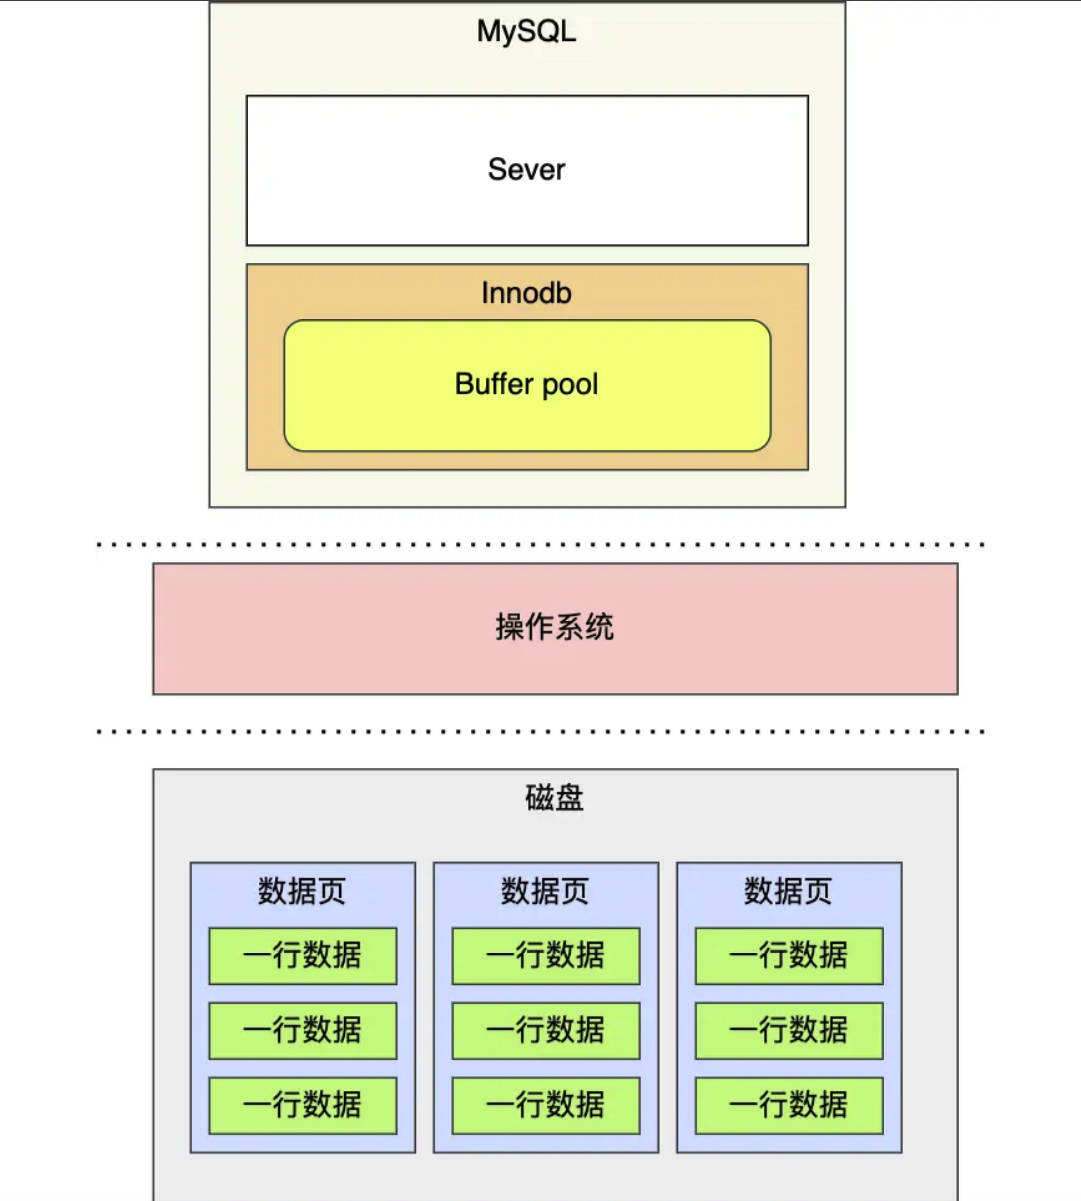 MySQL
Sever
Innodb
Buffer pool
操作系统
磁盘
数据页 数据页 数据页
一行数据 一行数据 一行数据
一行数据 一行数据 一行数据
一行数据 一行数据 一行数据